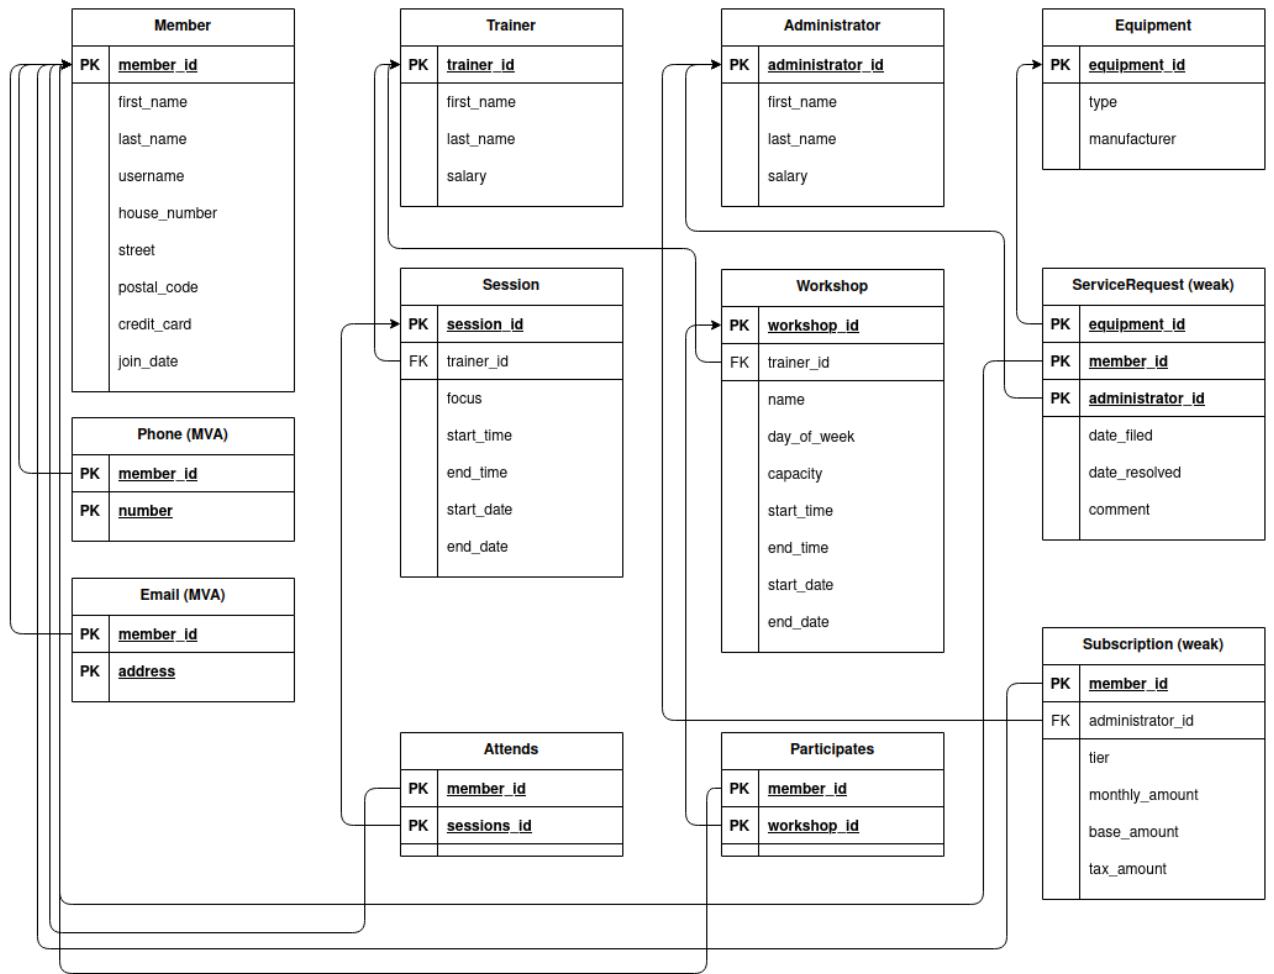 Member
PK member_id
first_name
last_name
username
house_number
street
postal_code
credit_card
join_date
Phone (MVA)
PK member_id
PK number
Email (MVA)
PK member_id
PK address
Trainer
PK trainer_id
first_name
last_name
salary
Session
PK session_id
FK trainer_id
focus
start_time
end_time
start_date
end_date
Attends
PK member_id
PK sessions_id
Administrator
PK administrator_id
first_name
last_name
salary
Workshop
PK workshop_id
FK trainer_id
name
day_of_week
capacity
start_time
end_time
start_date
end_date
Participates
PK member_id
PK workshop_id
Equipment
PK equipment_id
type
manufacturer
ServiceRequest (weak)
PK equipment_id
PK member_id
PK administrator_id
date_filed
date_resolved
comment
Subscription (weak)
PK member_id
FK administrator_id
tier
monthly_amount
base_amount
tax_amount